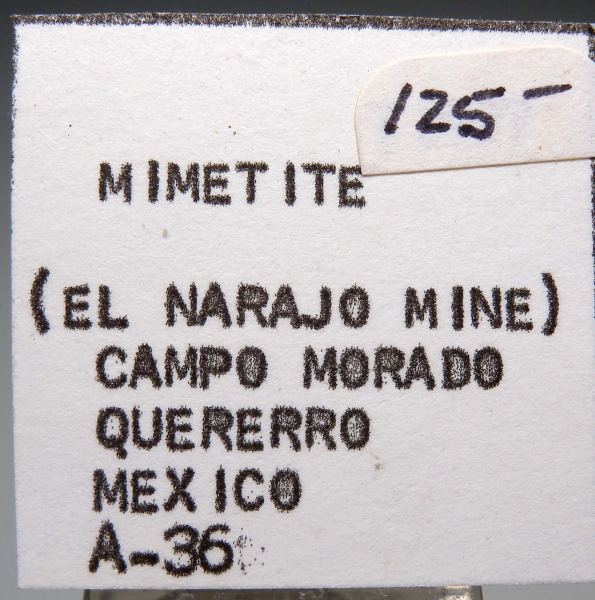 125-
MIMETITE
(EL NARAJO MINE)
CAMPO MORADO
QUERERRO
MEXICO
A-36